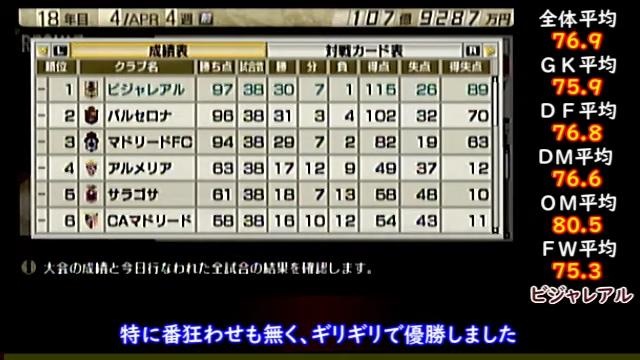 18年目 4/APR 4週 107億9287万円
成績表 対戦カード表
順位 クラブ名 勝ち点 試合数 勝 分 負 得点 失点 得失点
1 ビジャレアル 97 38 30 7 1 115 26 89
2 バルセロナ 96 38 31 3 4 102 32 70
3 マドリードFC 94 38 29 7 2 82 19 63
4 アルメリア 63 38 17 12 9 49 37 12
5 サラゴサ 61 38 18 7 13 58 48 10
6 CAマドリード 58 38 16 10 12 54 43 11
大会の成績と今日行なわれた全試合の結果を確認します。
全体平均
76.9
GK平均
75.9
DF平均
76.8
DM平均
76.6
OM平均
80.5
FW平均
75.3
ビジャレアル
特に番狂わせも無く、ギリギリで優勝しました